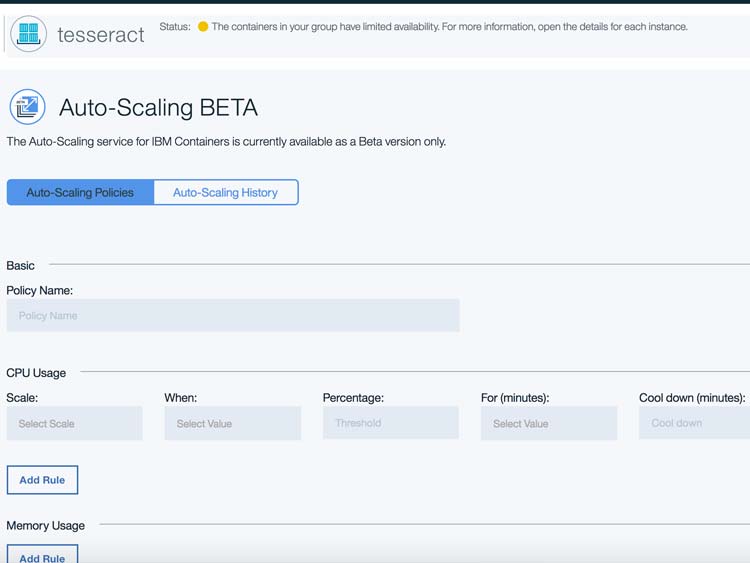 tesseract
Status: The containers in your group have limited availability. For more information, open the details for each instance.
Auto-Scaling BETA
The Auto-Scaling service for IBM Containers is currently available as a Beta version only.
Auto-Scaling Policies Auto-Scaling History
Basic
Policy Name:
Policy Name
CPU Usage
Scale: When: Percentage: For (minutes): Cool down (minutes):
Select Scale Select Value Threshold Select Value Cool down
Add Rule
Memory Usage
Add Rule